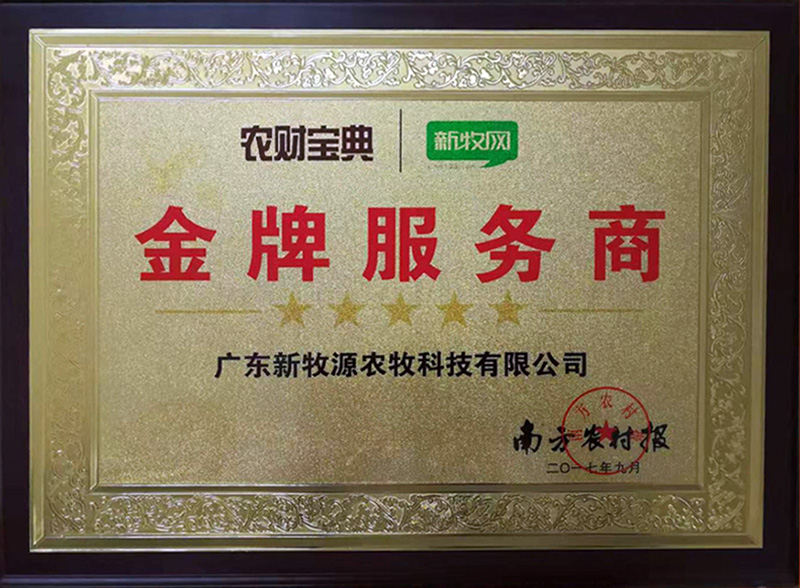 农财宝典 新牧网
金牌服务商
广东新牧源农牧科技有限公司
南方农村报
二〇一七年九月